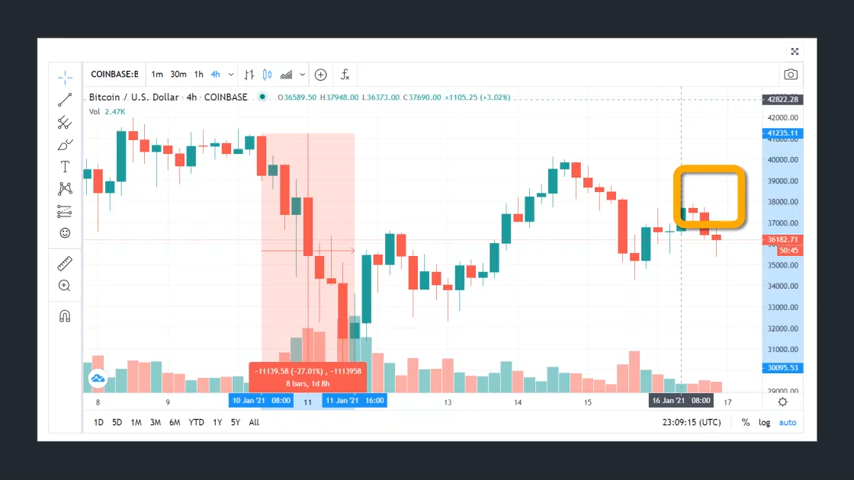 COINBASE:B 1m 30m 1h 4h
Bitcoin / U.S. Dollar 4h COINBASE O36589.50 H37948.00 L36373.00 C37690.00 +1105.25 (+3.02%)
Vol 2.47K
42822.28
42000.00
41235.11
40000.00
39000.00
38000.00
37000.00
36182.71
50:45
35000.00
34000.00
33000.00
32000.00
31000.00
30095.53
29000.00
-11139.58 (-27.01%) , -1113958
8 bars, 1d 8h
8 9 10 Jan '21 08:00 11 11 Jan '21 16:00 13 14 15 16 Jan '21 08:00 17
1D 5D 1M 3M 6M YTD 1Y 5Y All 23:09:15 (UTC) % log auto